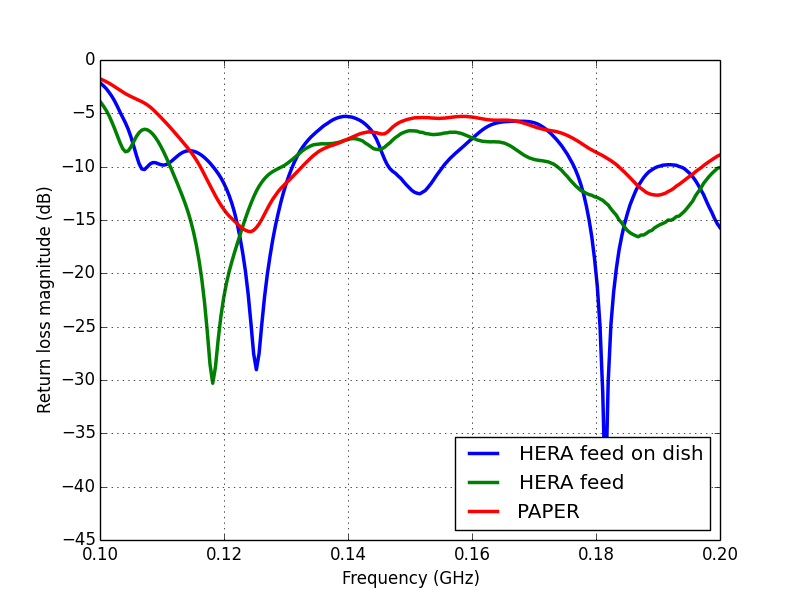 0
−5
−10
−15
−20
−25
−30
−35
−40
−45
0.10 0.12 0.14 0.16 0.18 0.20
Return loss magnitude (dB)
Frequency (GHz)
HERA feed on dish
HERA feed
PAPER